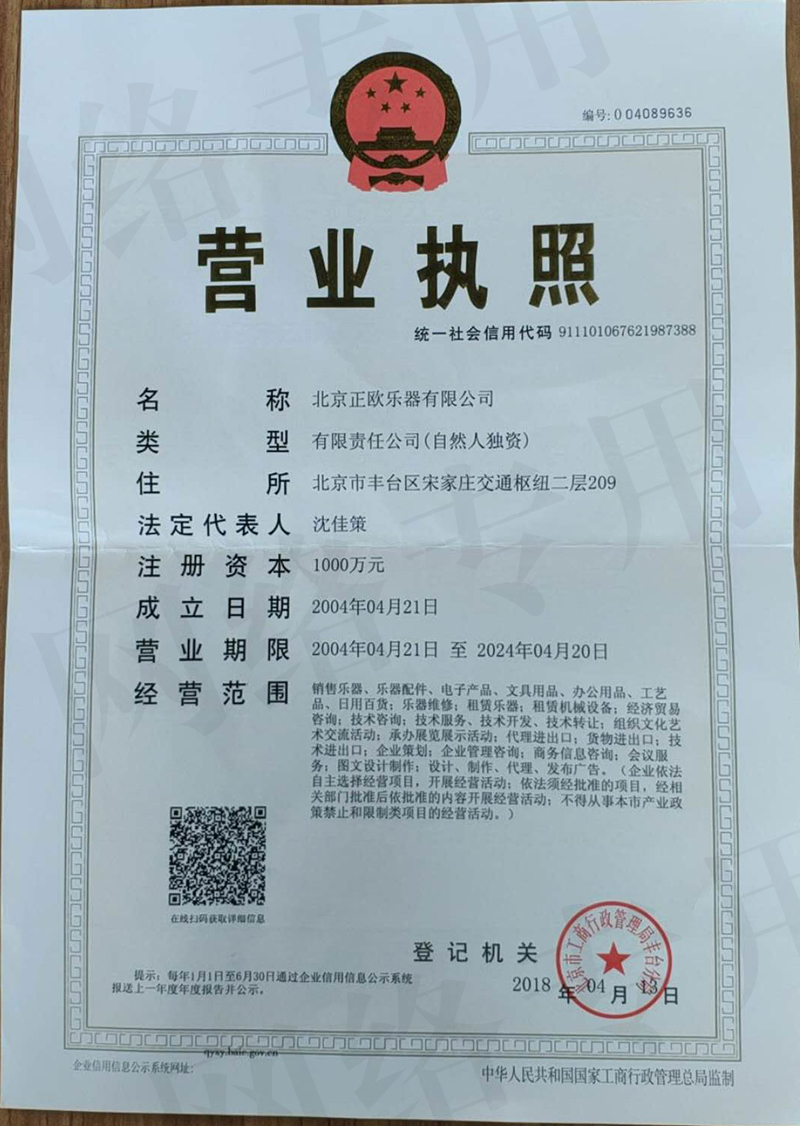 编号:0 04089636
营业执照
统一社会信用代码 911101067621987388
名称 北京正欧乐器有限公司
类型 有限责任公司(自然人独资)
住所 北京市丰台区宋家庄交通枢纽二层209
法定代表人 沈佳策
注册资本 1000万元
成立日期 2004年04月21日
营业期限 2004年04月21日 至 2024年04月20日
经营范围 销售乐器、乐器配件、电子产品、文具用品、办公用品、工艺
品、日用百货；乐器维修；租赁乐器；租赁机械设备；经济贸易
咨询；技术咨询；技术服务、技术开发、技术转让；组织文化艺
术交流活动；承办展览展示活动；代理进出口；货物进出口；技
术进出口；企业策划；企业管理咨询；商务信息咨询；会议服
务；图文设计制作；设计、制作、代理、发布广告。（企业依法
自主选择经营项目，开展经营活动；依法须经批准的项目，经相
关部门批准后依批准的内容开展经营活动；不得从事本市产业政
策禁止和限制类项目的经营活动。）
在线扫码获取详细信息
登记机关
北京市工商行政管理局丰台分局
2018年04月13日
提示：每年1月1日至6月30日通过企业信用信息公示系统
报送上一年度年度报告并公示。
qyxy.baic.gov.cn
企业信用信息公示系统网址：
中华人民共和国国家工商行政管理总局监制
网络专用
网络专用
网络专用